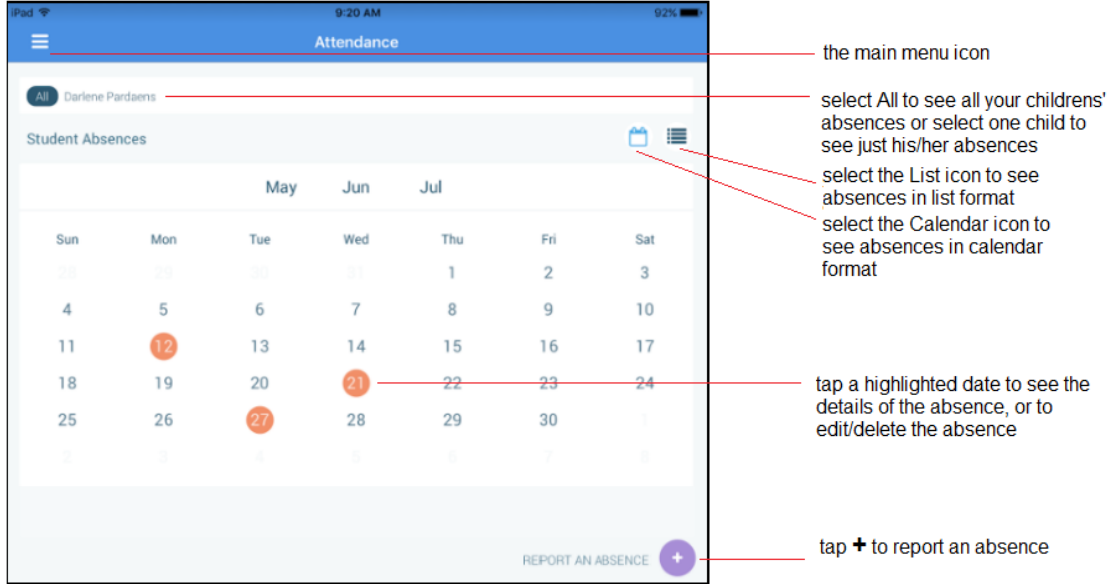 iPad 9:20 AM 92%
Attendance
the main menu icon
All Darlene Pardaens
select All to see all your childrens'
absences or select one child to
see just his/her absences
Student Absences
select the List icon to see
absences in list format
select the Calendar icon to
see absences in calendar
format
May Jun Jul
Sun Mon Tue Wed Thu Fri Sat
28 29 30 31 1 2 3
4 5 6 7 8 9 10
11 12 13 14 15 16 17
18 19 20 21 22 23 24
25 26 27 28 29 30 1
2 3 4 5 6 7 8
tap a highlighted date to see the
details of the absence, or to
edit/delete the absence
REPORT AN ABSENCE +
tap + to report an absence